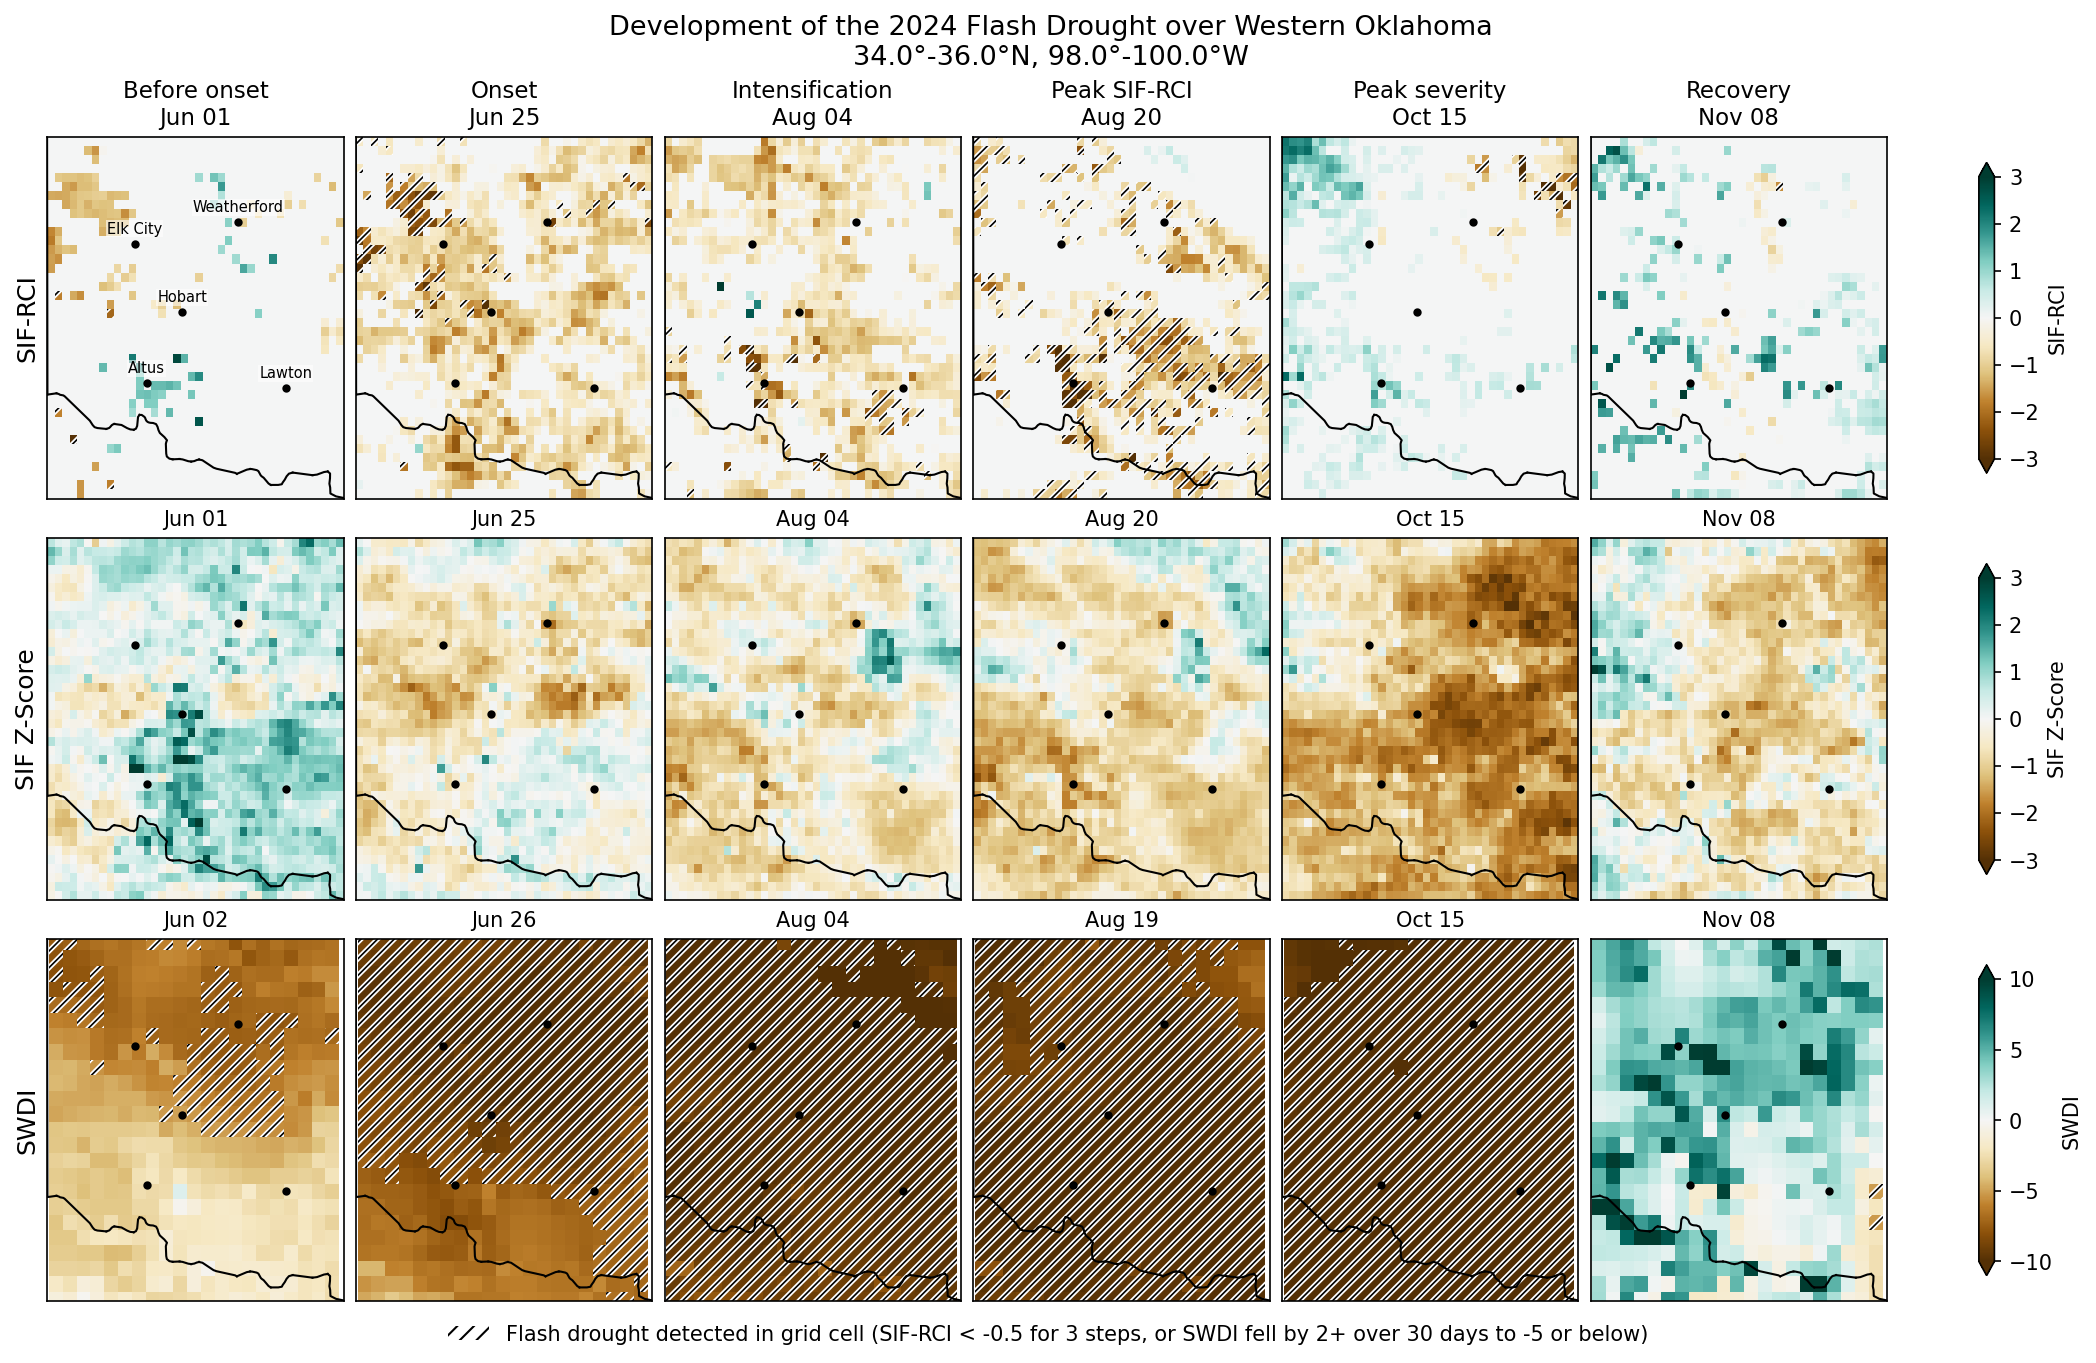 Development of the 2024 Flash Drought over Western Oklahoma
34.0°-36.0°N, 98.0°-100.0°W
Before onset
Jun 01
Onset
Jun 25
Intensification
Aug 04
Peak SIF-RCI
Aug 20
Peak severity
Oct 15
Recovery
Nov 08
SIF-RCI
Weatherford
Elk City
Hobart
Altus
Lawton
3
2
1
0
−1
−2
−3
SIF-RCI
Jun 01
Jun 25
Aug 04
Aug 20
Oct 15
Nov 08
SIF Z-Score
3
2
1
0
−1
−2
−3
SIF Z-Score
Jun 02
Jun 26
Aug 04
Aug 19
Oct 15
Nov 08
SWDI
10
5
0
−5
−10
SWDI
Flash drought detected in grid cell (SIF-RCI < -0.5 for 3 steps, or SWDI fell by 2+ over 30 days to -5 or below)